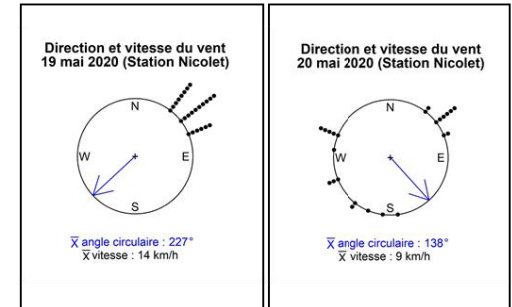 Direction et vitesse du vent
19 mai 2020 (Station Nicolet)
N
W
E
S
X̅ angle circulaire : 227°
X̅ vitesse : 14 km/h
Direction et vitesse du vent
20 mai 2020 (Station Nicolet)
N
W
E
S
X̅ angle circulaire : 138°
X̅ vitesse : 9 km/h